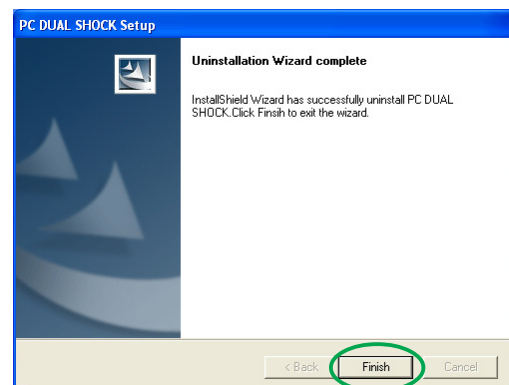 PC DUAL SHOCK Setup
Uninstallation Wizard complete
InstallShield Wizard has successfully uninstall PC DUAL
SHOCK.Click Finsih to exit the wizard.
< Back Finish Cancel